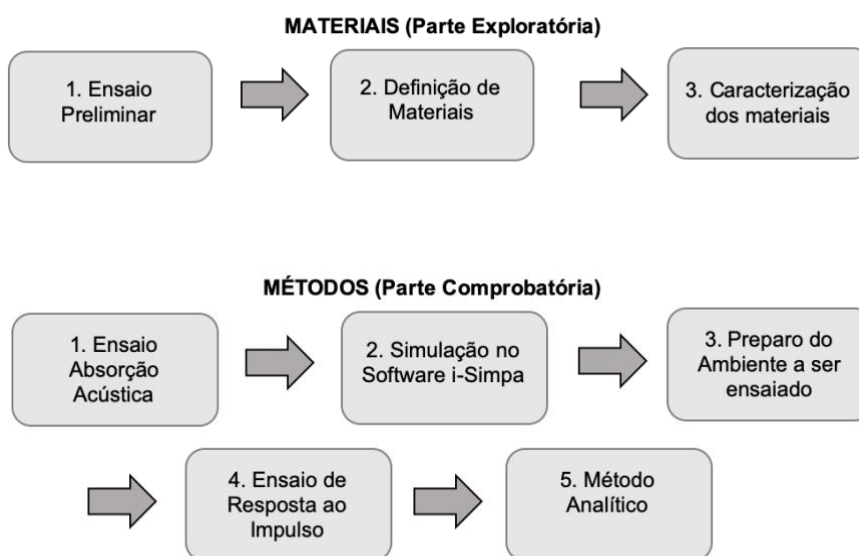 MATERIAIS (Parte Exploratória)
1. Ensaio
Preliminar
2. Definição de
Materiais
3. Caracterização
dos materiais
MÉTODOS (Parte Comprobatória)
1. Ensaio
Absorção
Acústica
2. Simulação no
Software i-Simpa
3. Preparo do
Ambiente a ser
ensaiado
4. Ensaio de
Resposta ao
Impulso
5. Método
Analítico